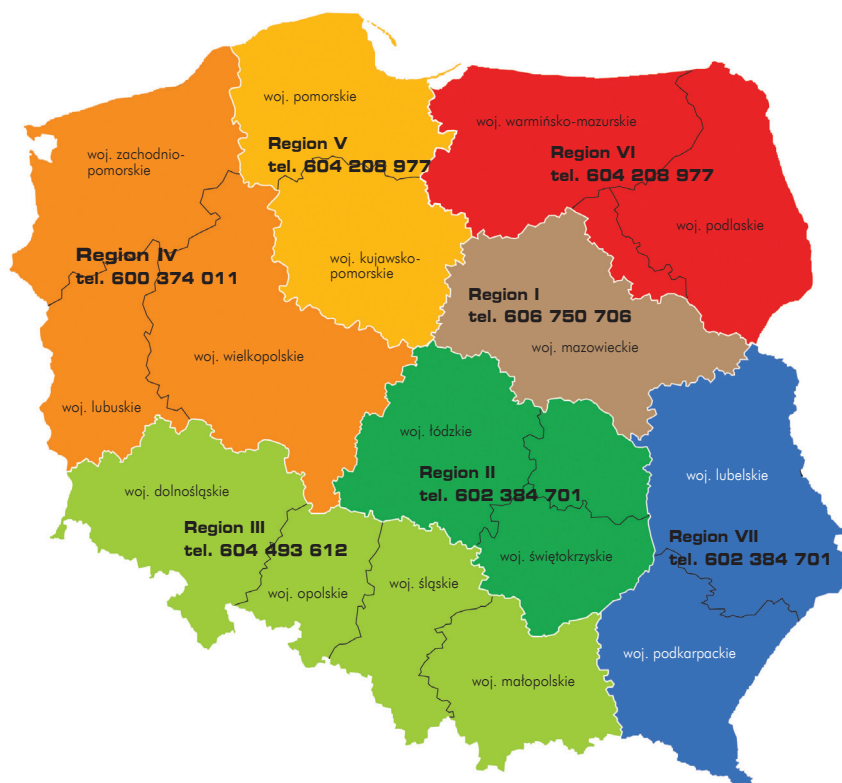 woj. pomorskie
Region V
tel. 604 208 977
woj. warmińsko-mazurskie
Region VI
tel. 604 208 977
woj. zachodnio-
pomorskie
woj. podlaskie
Region IV
tel. 600 374 011
woj. kujawsko-
pomorskie
Region I
tel. 606 750 706
woj. mazowieckie
woj. wielkopolskie
woj. lubuskie
woj. łódzkie
Region II
tel. 602 384 701
woj. lubelskie
woj. dolnośląskie
Region III
tel. 604 493 612
Region VII
tel. 602 384 701
woj. świętokrzyskie
woj. opolskie
woj. śląskie
woj. małopolskie
woj. podkarpackie